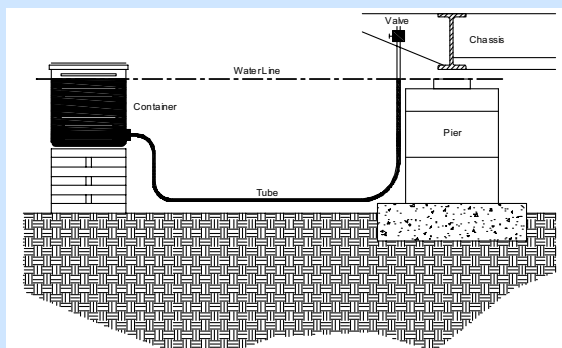 Valve
Chassis
WaterLine
Container
Pier
Tube